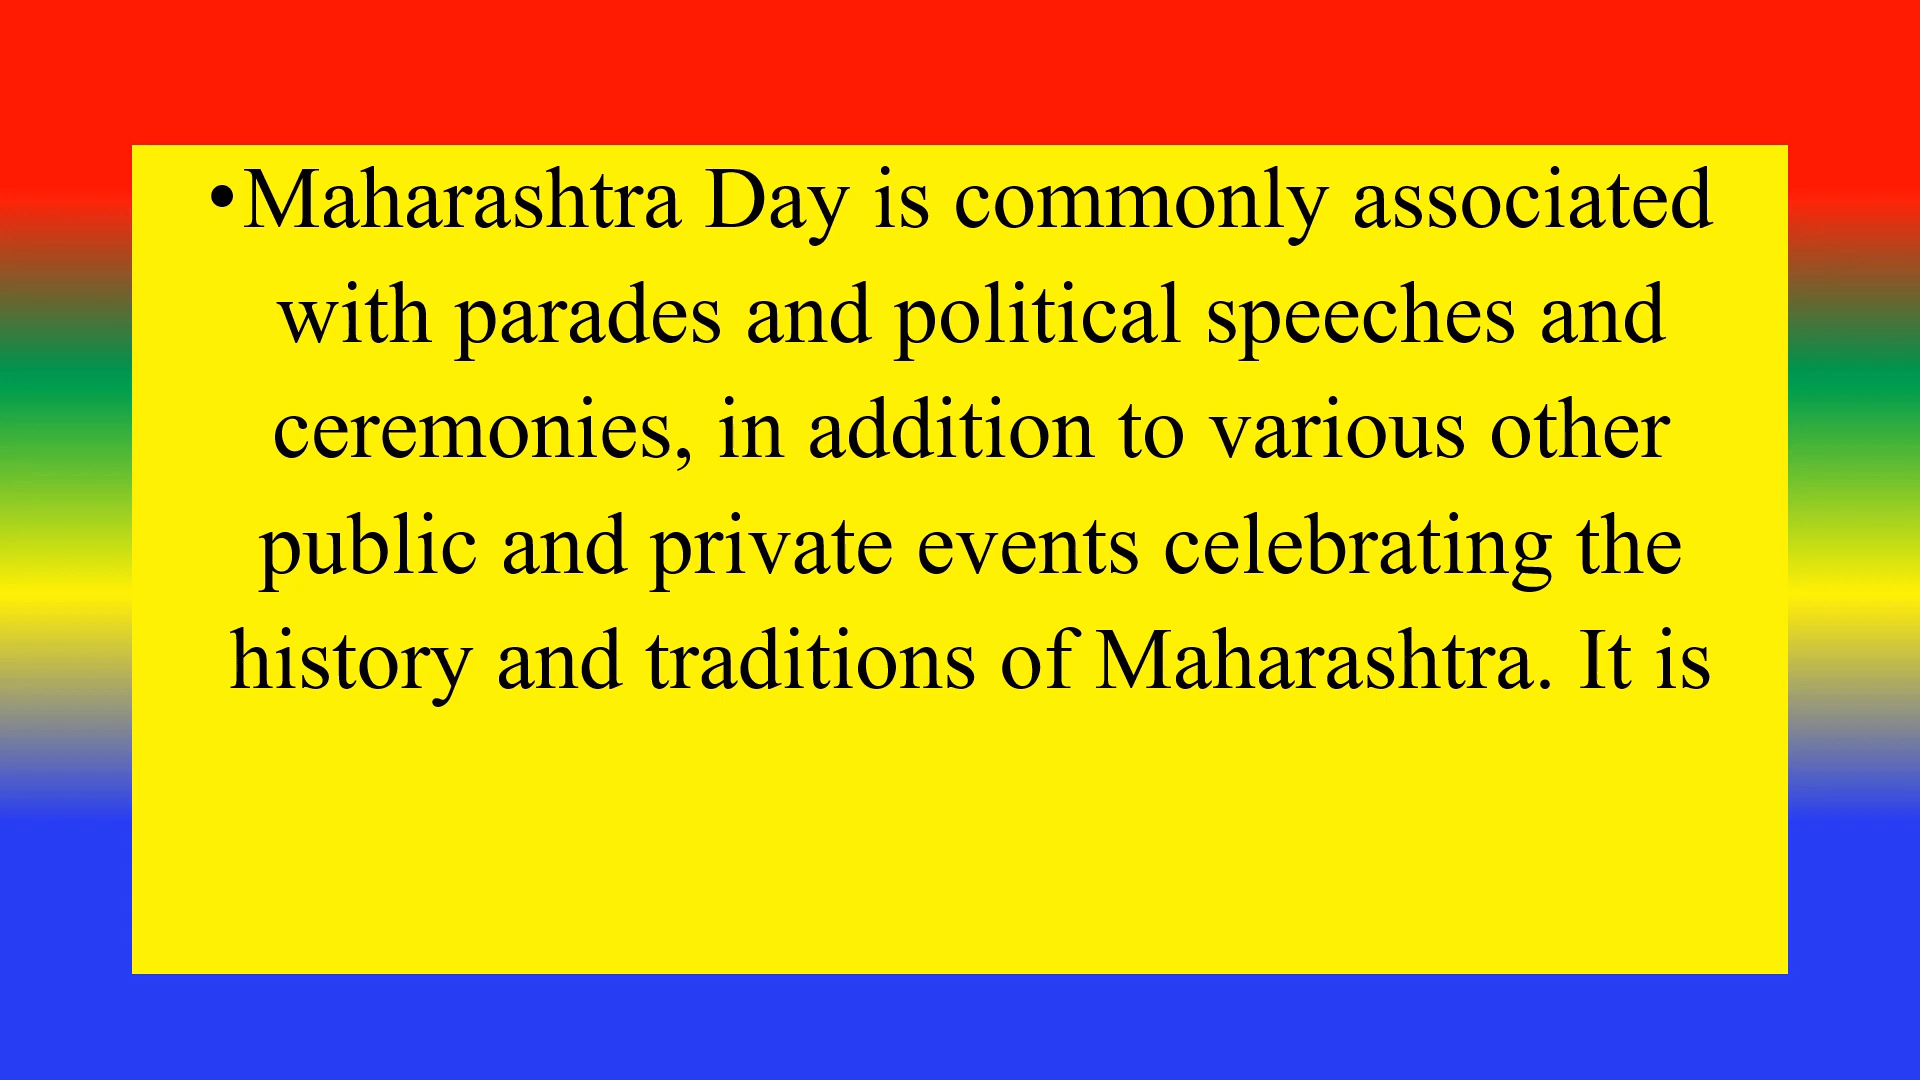 •Maharashtra Day is commonly associated
with parades and political speeches and
ceremonies, in addition to various other
public and private events celebrating the
history and traditions of Maharashtra. It is